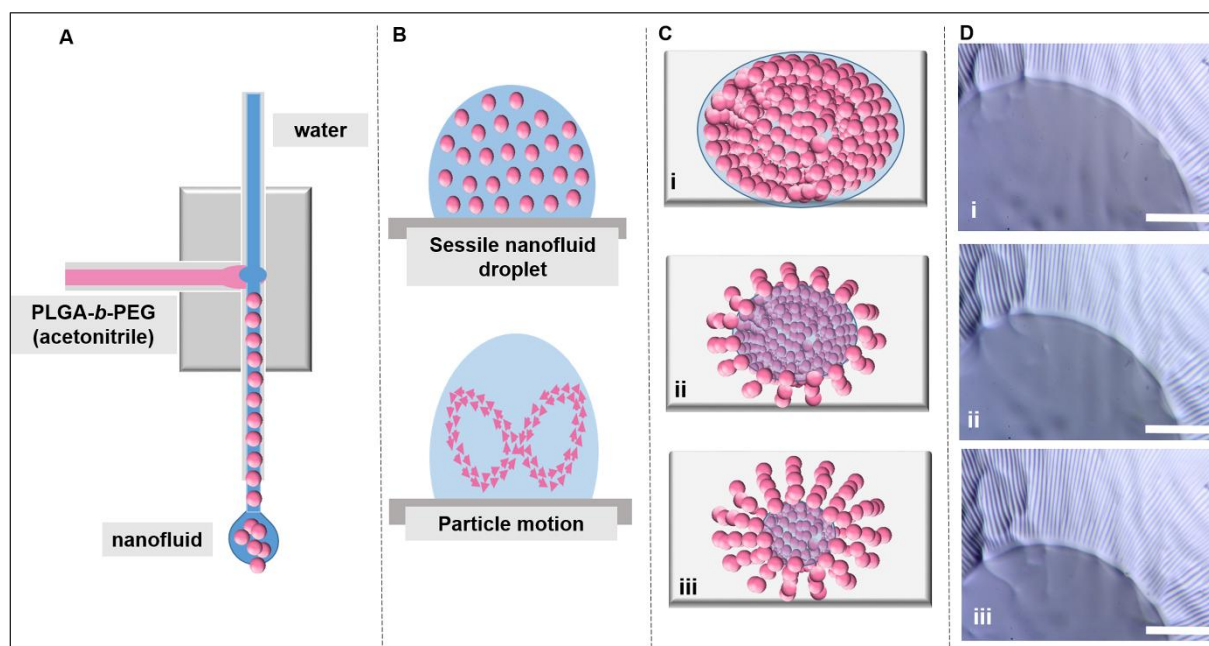 A
water
PLGA-b-PEG
(acetonitrile)
nanofluid
B
Sessile nanofluid
droplet
Particle motion
C
i
ii
iii
D
i
ii
iii